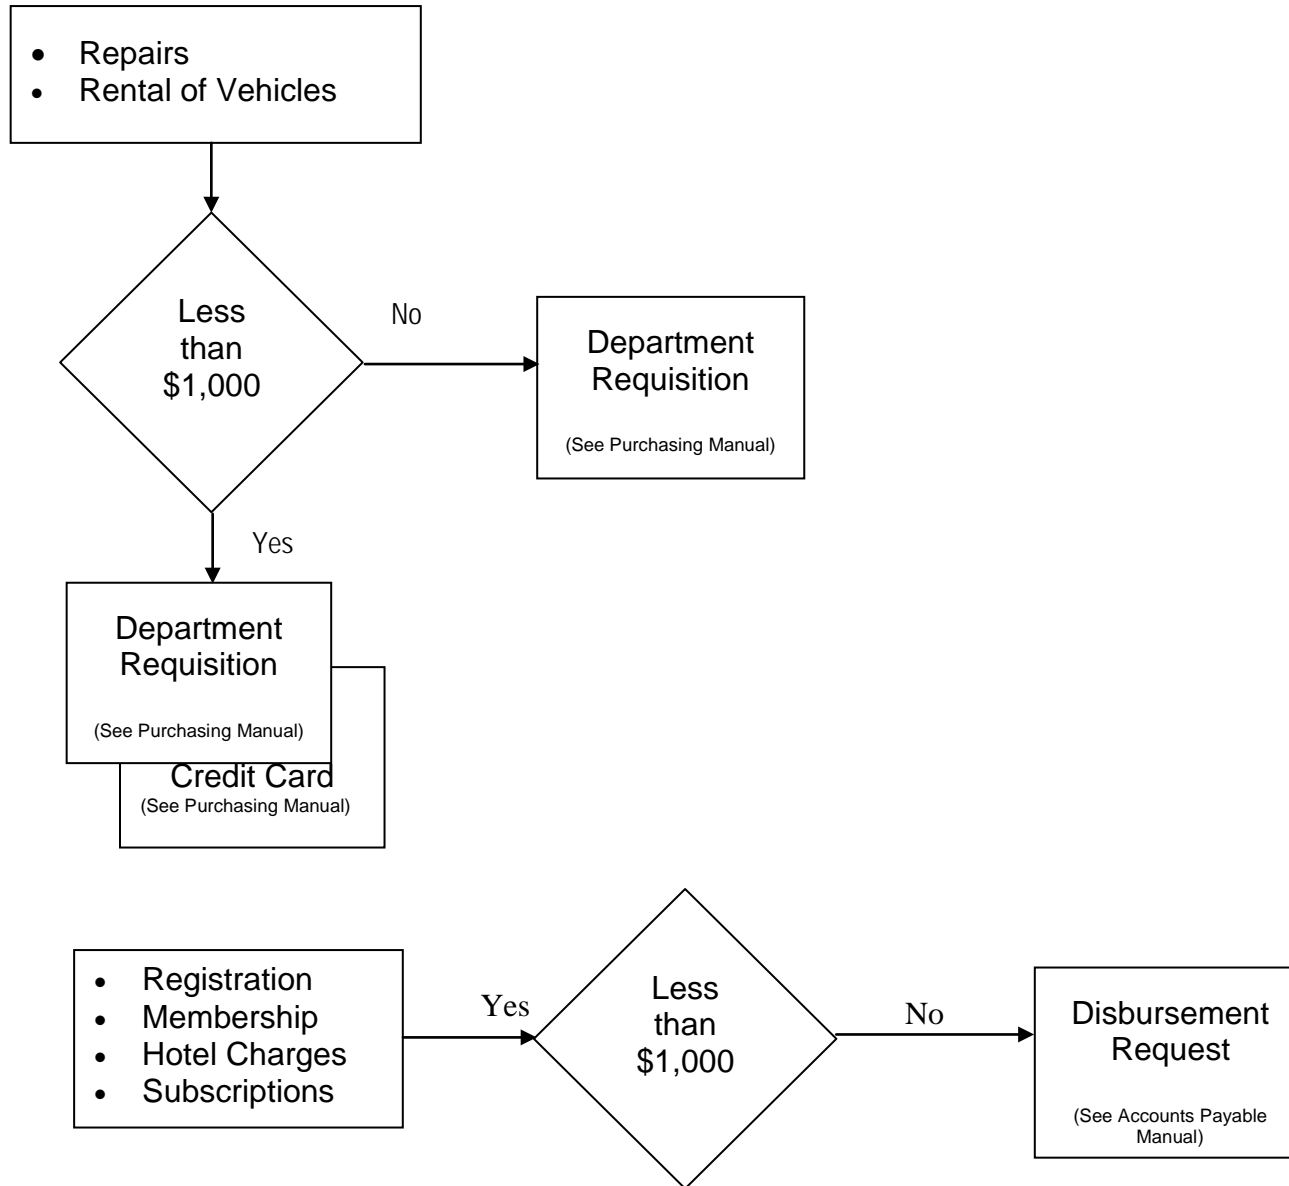 • Repairs
• Rental of Vehicles
Less
than
$1,000
No
Department
Requisition
(See Purchasing Manual)
Yes
Department
Requisition
(See Purchasing Manual)
Credit Card
(See Purchasing Manual)
• Registration
• Membership
• Hotel Charges
• Subscriptions
Yes
Less
than
$1,000
No
Disbursement
Request
(See Accounts Payable
Manual)